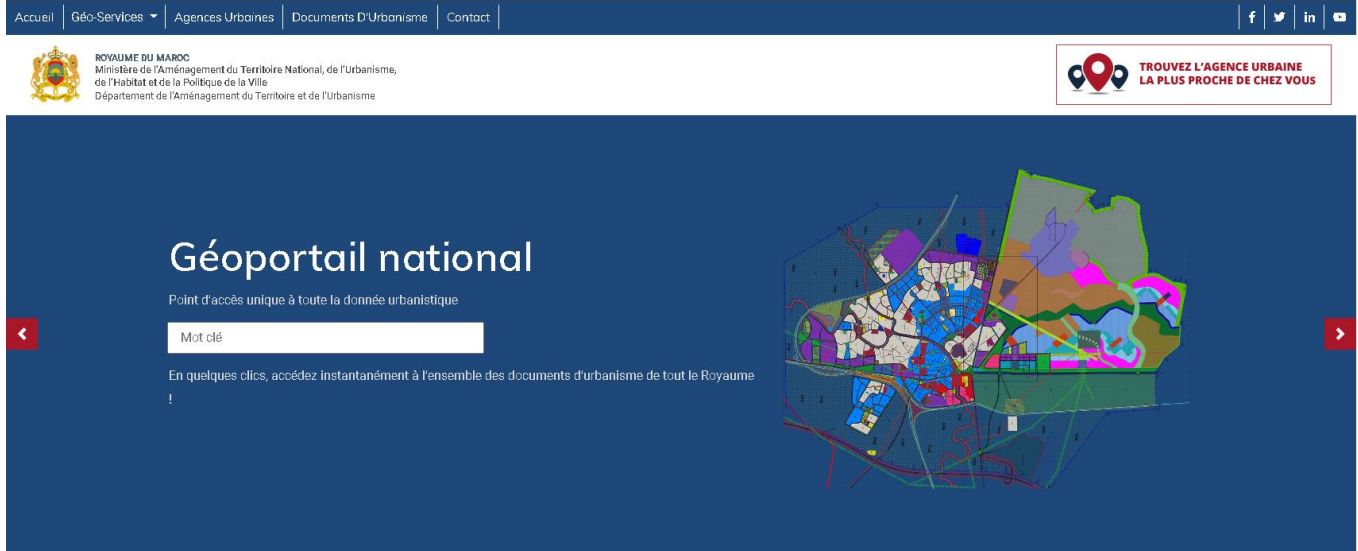 Accueil
Géo-Services
Agences Urbaines
Documents D'Urbanisme
Contact
ROYAUME DU MAROC
Ministère de l'Aménagement du Territoire National, de l'Urbanisme,
de l'Habitat et de la Politique de la Ville
Département de l'Aménagement du Territoire et de l'Urbanisme
TROUVEZ L'AGENCE URBAINE
LA PLUS PROCHE DE CHEZ VOUS
Géoportail national
Point d'accès unique à toute la donnée urbanistique
Mot clé
En quelques clics, accédez instantanément à l'ensemble des documents d'urbanisme de tout le Royaume
!